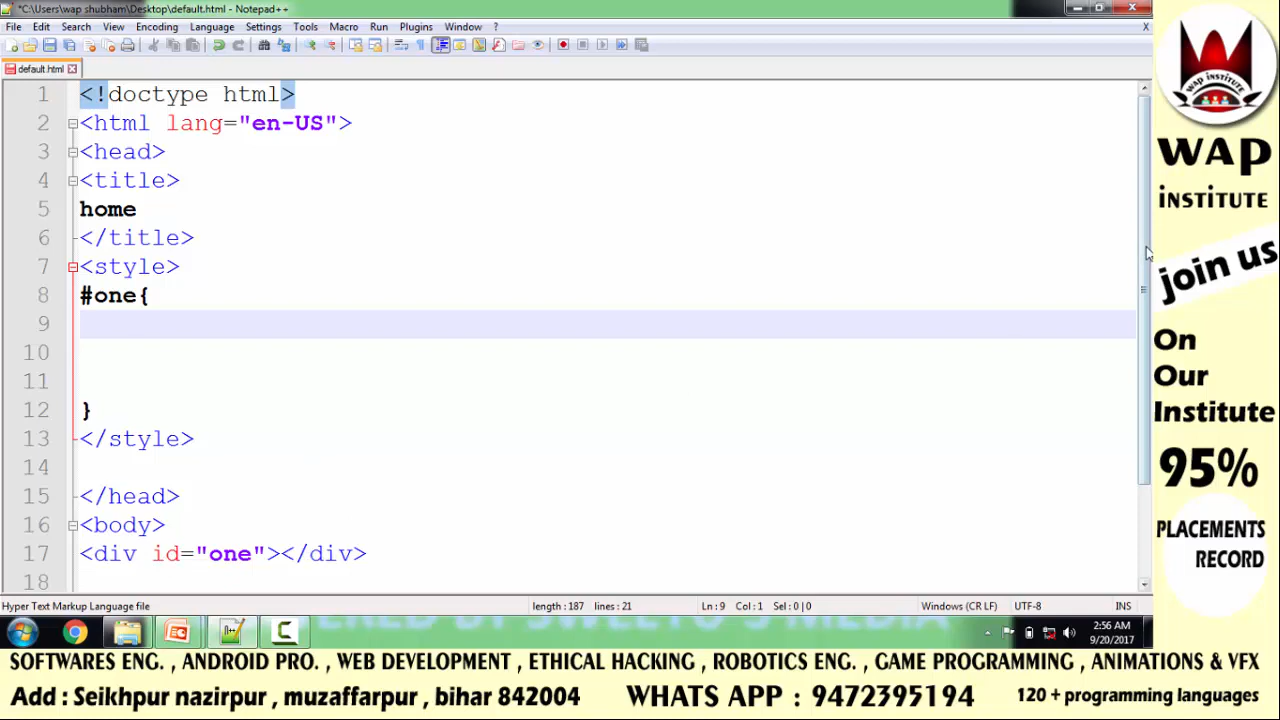 *C:\Users\wap shubham\Desktop\default.html - Notepad++
File Edit Search View Encoding Language Settings Tools Macro Run Plugins Window ? X
default.html
1 <!doctype html>
2 <html lang="en-US">
3 <head>
4 <title>
5 home
6 </title>
7 <style>
8 #one{
9
10
11
12 }
13 </style>
14
15 </head>
16 <body>
17 <div id="one"></div>
18
Hyper Text Markup Language file length : 187 lines : 21 Ln : 9 Col : 1 Sel : 0 | 0 Windows (CR LF) UTF-8 INS
2:56 AM
9/20/2017
wap institute
WAP
INSTITUTE
join us
On
Our
Institute
95%
PLACEMENTS
RECORD
SOFTWARES ENG. , ANDROID PRO. , WEB DEVELOPMENT , ETHICAL HACKING , ROBOTICS ENG. , GAME PROGRAMMING , ANIMATIONS & VFX
Add : Seikhpur nazirpur , muzaffarpur , bihar 842004 WHATS APP : 9472395194 120 + programming languages